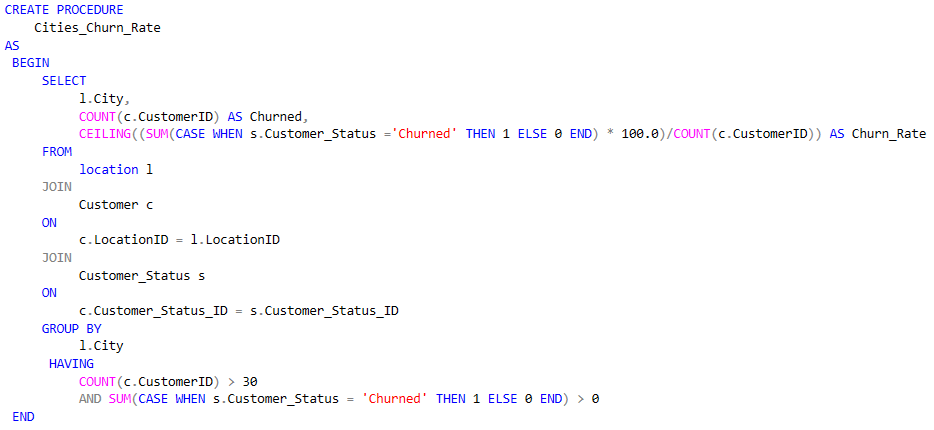 CREATE PROCEDURE
Cities_Churn_Rate
AS
BEGIN
SELECT
l.City,
COUNT(c.CustomerID) AS Churned,
CEILING((SUM(CASE WHEN s.Customer_Status ='Churned' THEN 1 ELSE 0 END) * 100.0)/COUNT(c.CustomerID)) AS Churn_Rate
FROM
location l
JOIN
Customer c
ON
c.LocationID = l.LocationID
JOIN
Customer_Status s
ON
c.Customer_Status_ID = s.Customer_Status_ID
GROUP BY
l.City
HAVING
COUNT(c.CustomerID) > 30
AND SUM(CASE WHEN s.Customer_Status = 'Churned' THEN 1 ELSE 0 END) > 0
END